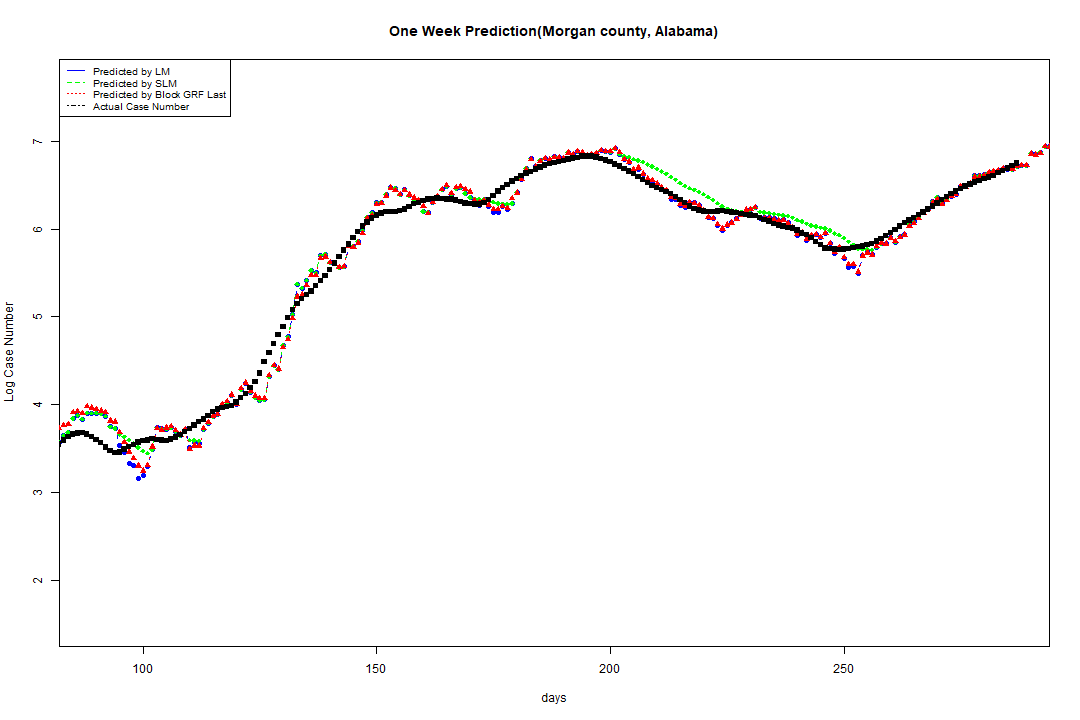 One Week Prediction(Morgan county, Alabama)
Predicted by LM
Predicted by SLM
Predicted by Block GRF Last
Actual Case Number
7
6
5
4
3
2
Log Case Number
100 150 200 250
days